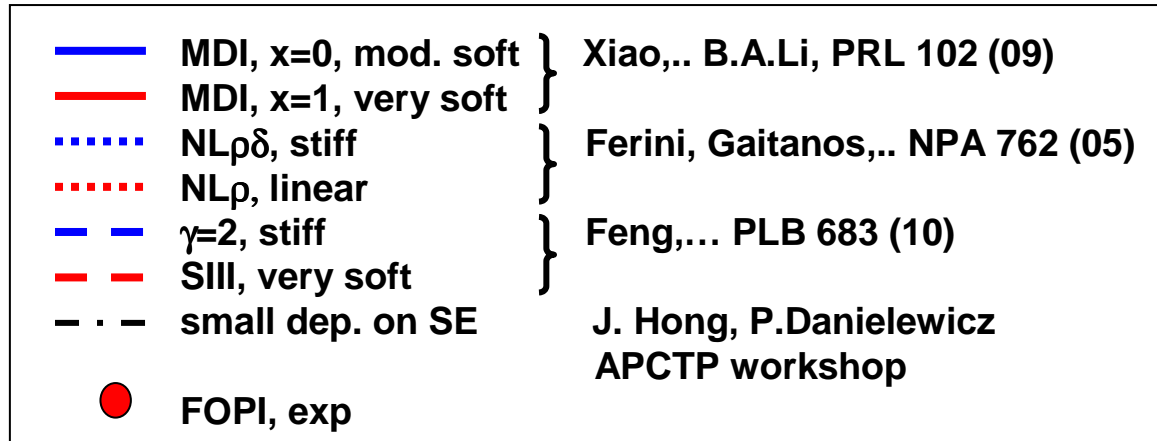 MDI, x=0, mod. soft } Xiao,.. B.A.Li, PRL 102 (09)
MDI, x=1, very soft
NLρδ, stiff } Ferini, Gaitanos,.. NPA 762 (05)
NLρ, linear
γ=2, stiff } Feng,… PLB 683 (10)
SIII, very soft
small dep. on SE J. Hong, P.Danielewicz
APCTP workshop
FOPI, exp